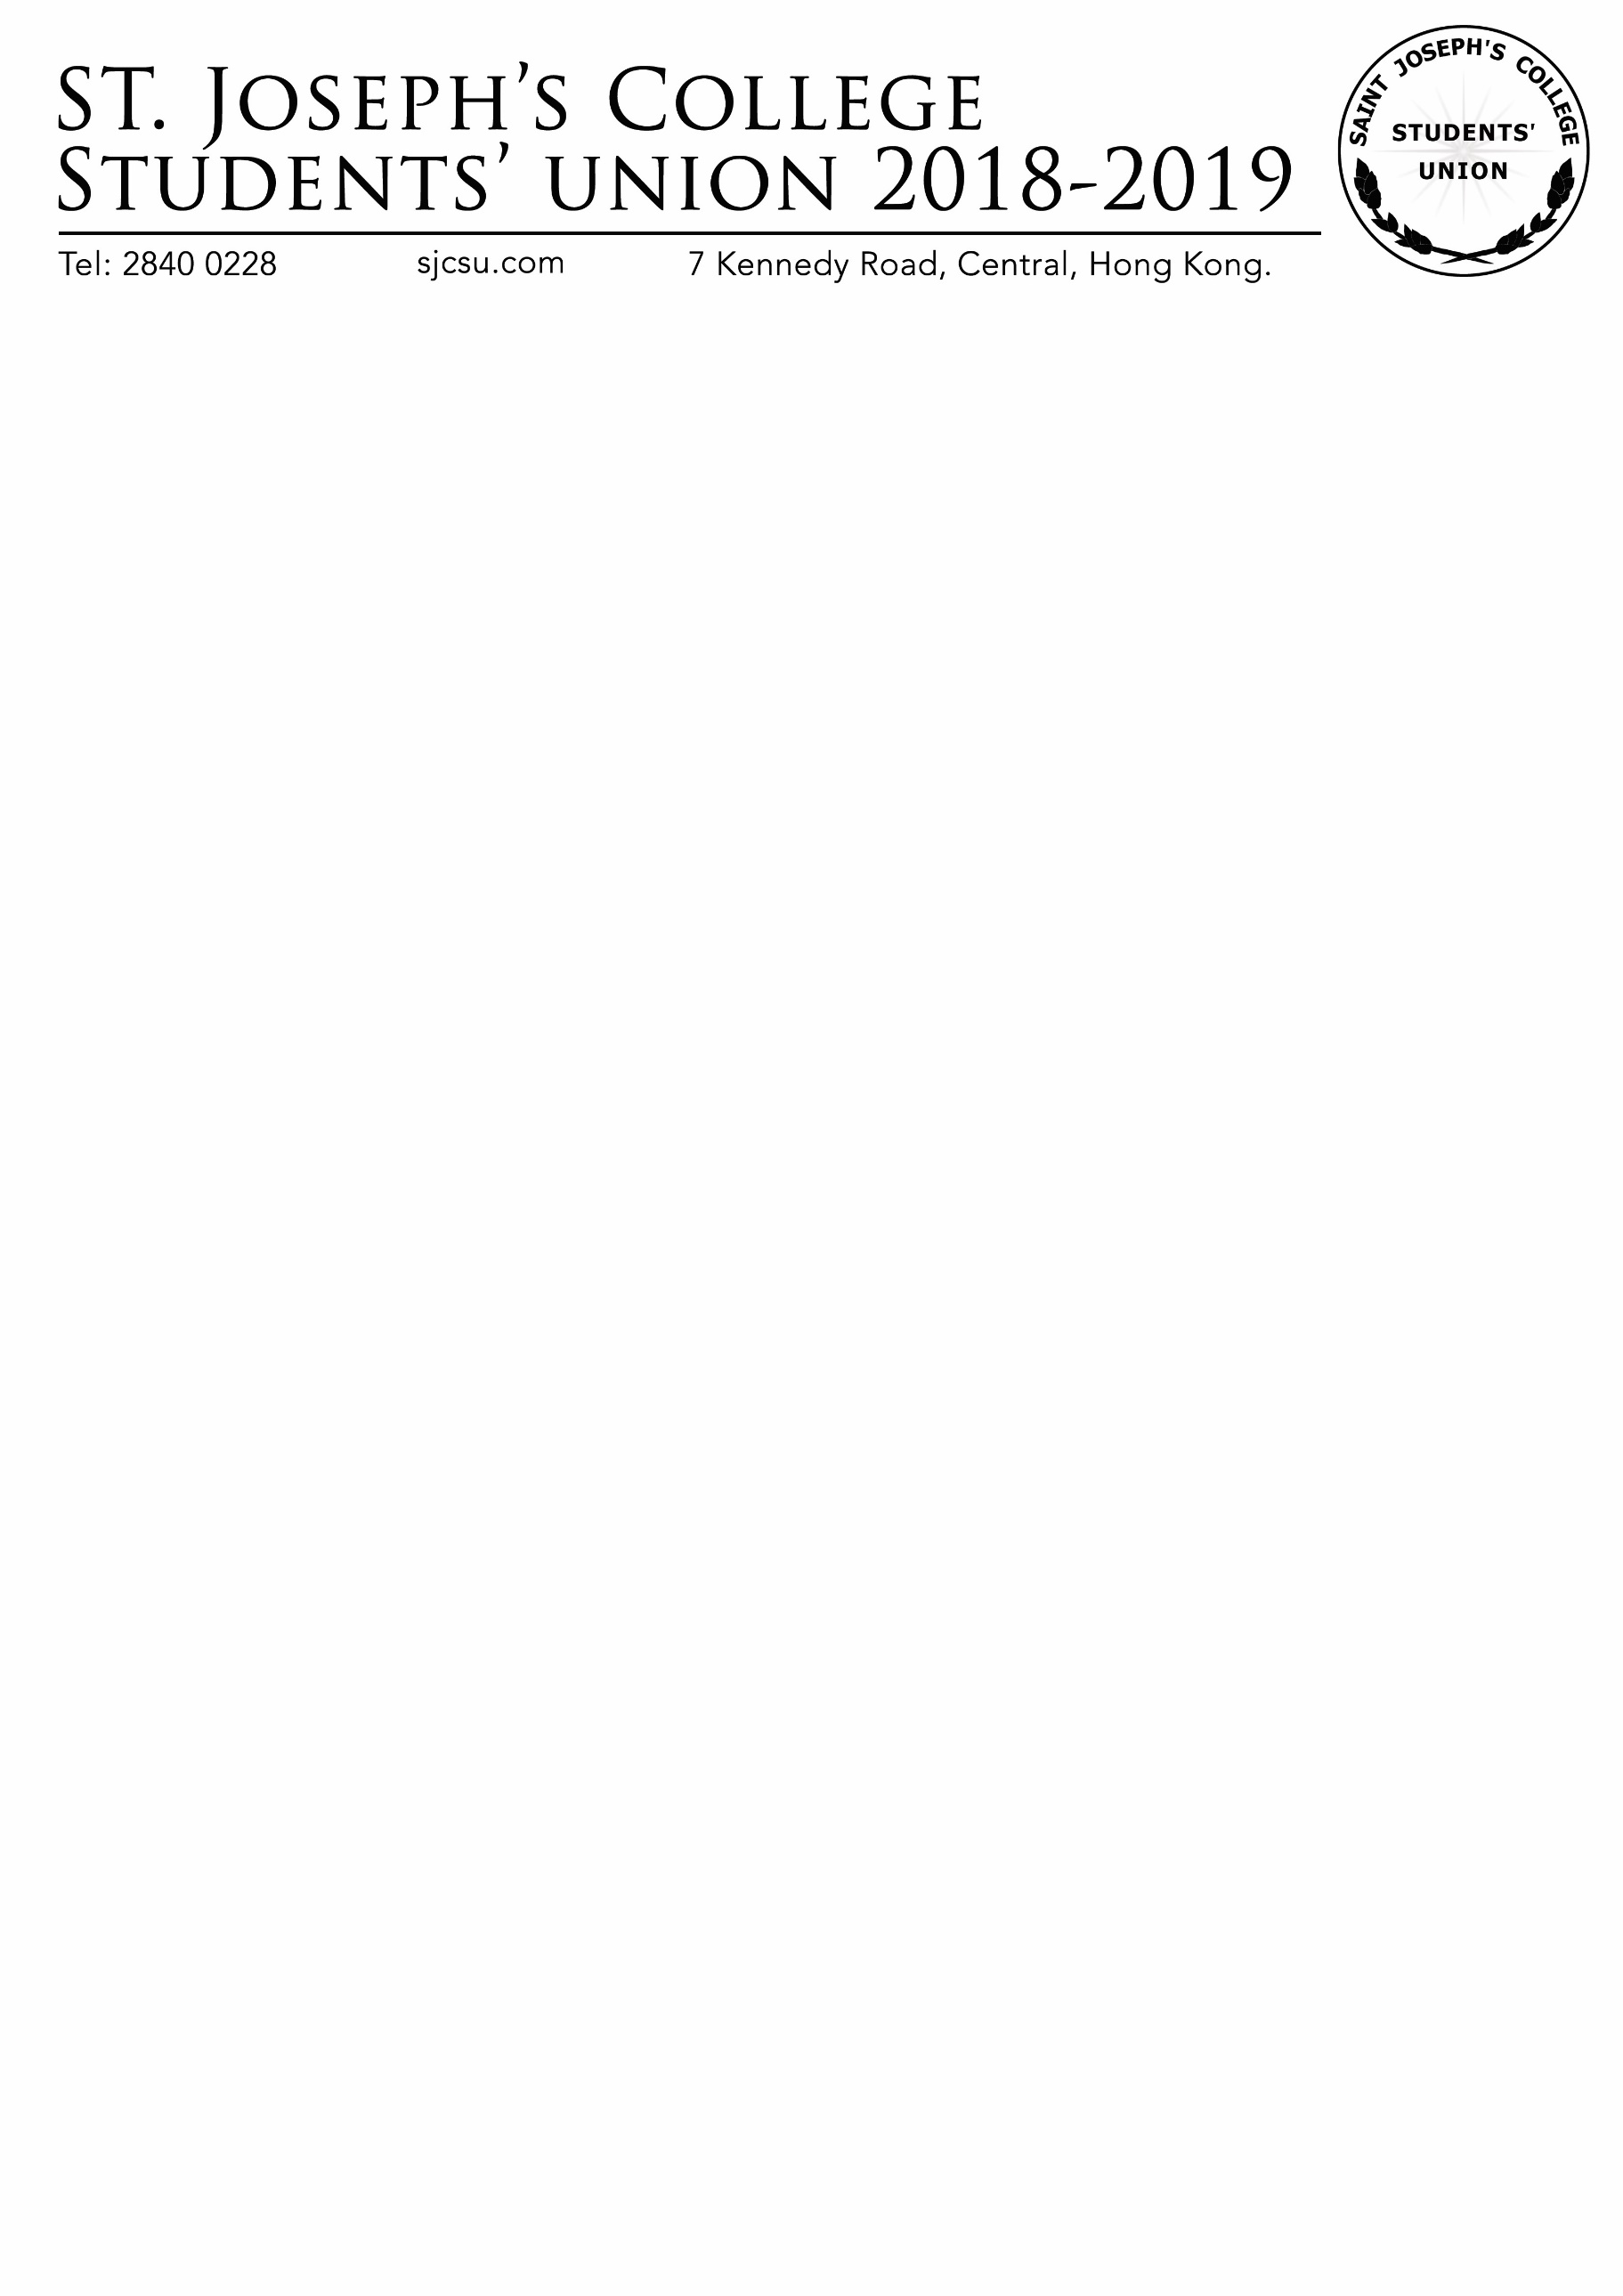 ST. JOSEPH’S COLLEGE
STUDENTS’ UNION 2018-2019
Tel: 2840 0228 sjcsu.com 7 Kennedy Road, Central, Hong Kong.
SAINT JOSEPH'S COLLEGE
STUDENTS'
UNION